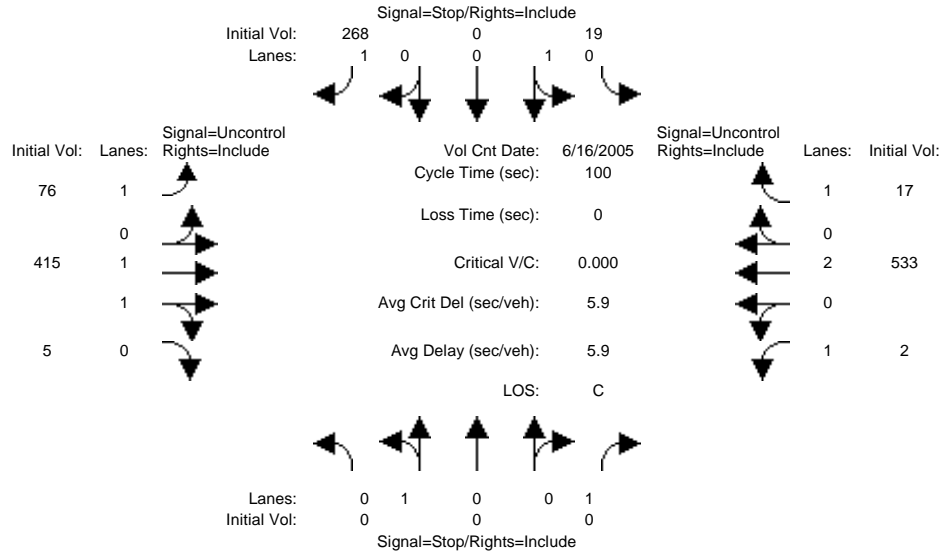 Signal=Stop/Rights=Include
Initial Vol: 268 0 19
Lanes: 1 0 0 1 0
Signal=Uncontrol
Initial Vol: Lanes: Rights=Include
Vol Cnt Date: 6/16/2005
Signal=Uncontrol
Rights=Include Lanes: Initial Vol:
Cycle Time (sec): 100
76 1
1 17
Loss Time (sec): 0
0
0
415 1
Critical V/C: 0.000
2 533
1
Avg Crit Del (sec/veh): 5.9
0
5 0
Avg Delay (sec/veh): 5.9
1 2
LOS: C
Lanes: 0 1 0 0 1
Initial Vol: 0 0 0
Signal=Stop/Rights=Include